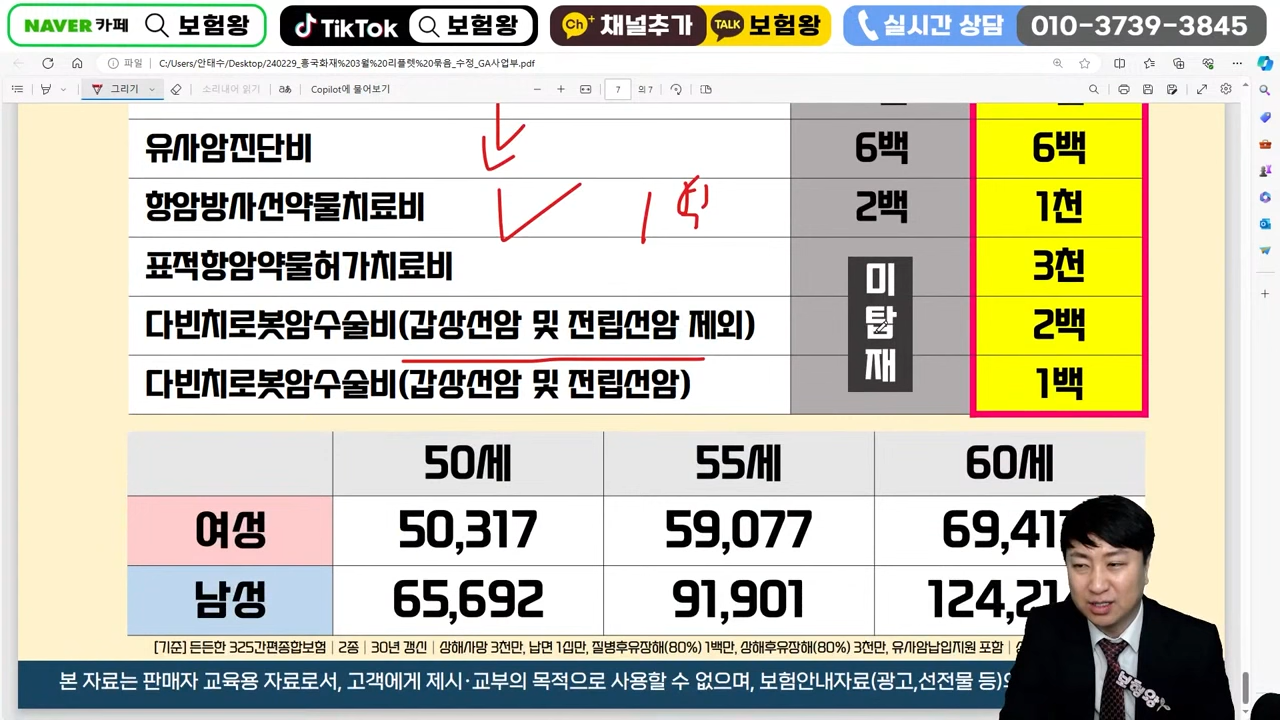 NAVER 카페 보험왕 TikTok 보험왕 Ch+ 채널추가 TALK 보험왕 실시간 상담 010-3739-3845
파일 C:/Users/안태수/Desktop/240229_흥국화재%203월%20리플렛%20묶음_수정_GA사업부.pdf
그리기 소리내어 읽기 aあ Copilot에 물어보기 7 의 7
유사암진단비 6백 6백
항암방사선약물치료비 2백 1천
표적항암약물허가치료비 3천
다빈치로봇암수술비(갑상선암 및 전립선암 제외) 2백
다빈치로봇암수술비(갑상선암 및 전립선암) 1백
미탑재
50세 55세 60세
여성 50,317 59,077 69,41
남성 65,692 91,901 124,21
[기준] 든든한 325간편종합보험 | 2종 | 30년 갱신 | 상해사망 3천만, 납면 1십만, 질병후유장해(80%) 1백만, 상해후유장해(80%) 3천만, 유사암납입지원 포함 |
본 자료는 판매자 교육용 자료로서, 고객에게 제시·교부의 목적으로 사용할 수 없으며, 보험안내자료(광고,선전물 등)의
보험왕